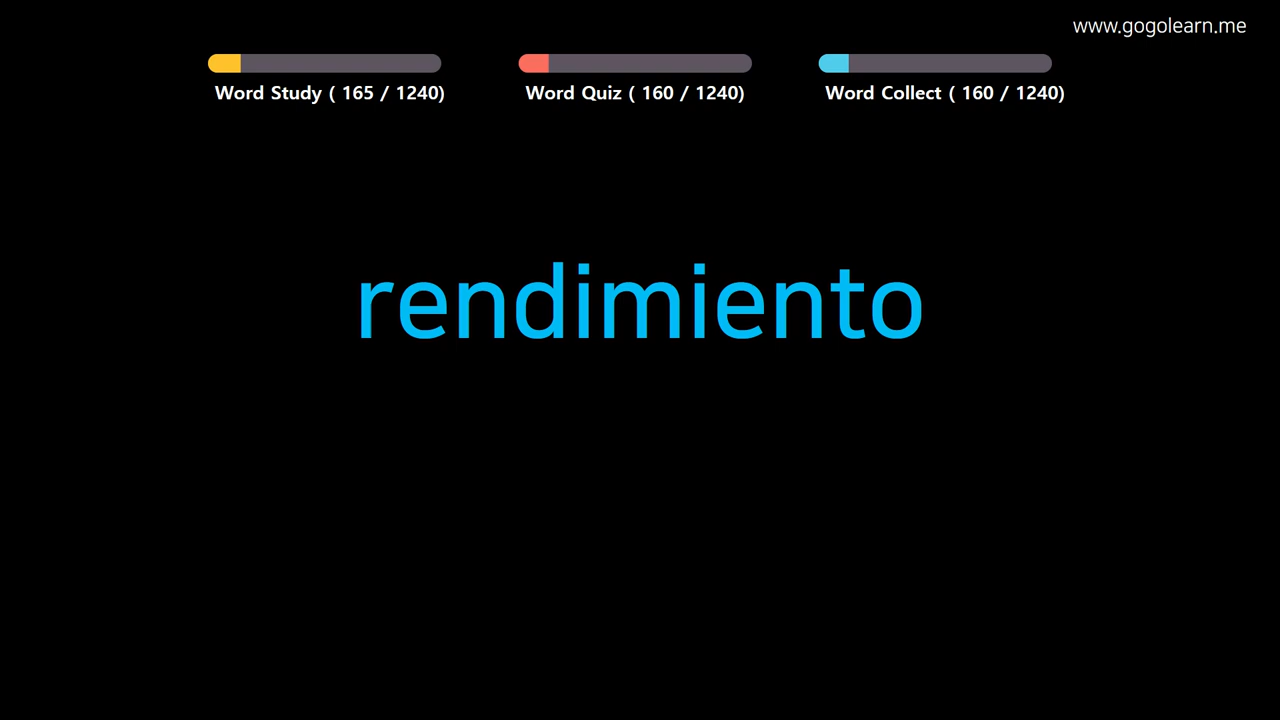 www.gogolearn.me
Word Study ( 165 / 1240)
Word Quiz ( 160 / 1240)
Word Collect ( 160 / 1240)
rendimiento